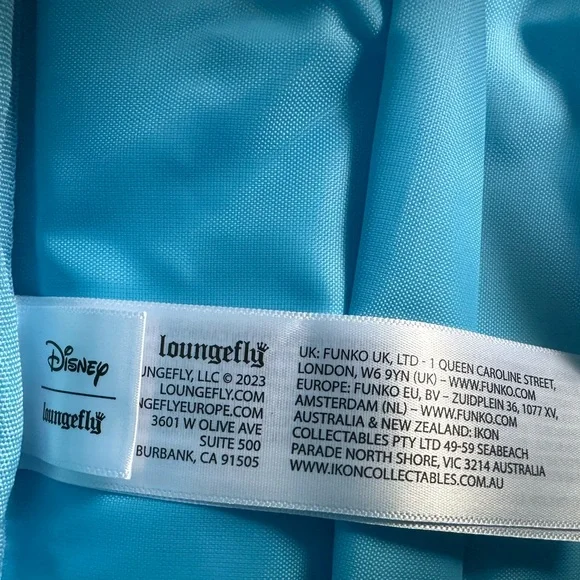 Disney
loungefly
loungefly
UNGEFLY, LLC © 2023
LOUNGEFLY.COM
NGEFLYEUROPE.COM
3601 W OLIVE AVE
SUITE 500
BURBANK, CA 91505
UK: FUNKO UK, LTD - 1 QUEEN CAROLINE STREET,
LONDON, W6 9YN (UK) – WWW.FUNKO.COM
EUROPE: FUNKO EU, BV – ZUIDPLEIN 36, 1077 XV,
AMSTERDAM (NL) – WWW.FUNKO.COM
AUSTRALIA & NEW ZEALAND: IKON
COLLECTABLES PTY LTD 49-59 SEABEACH
PARADE NORTH SHORE, VIC 3214 AUSTRALIA
WWW.IKONCOLLECTABLES.COM.AU